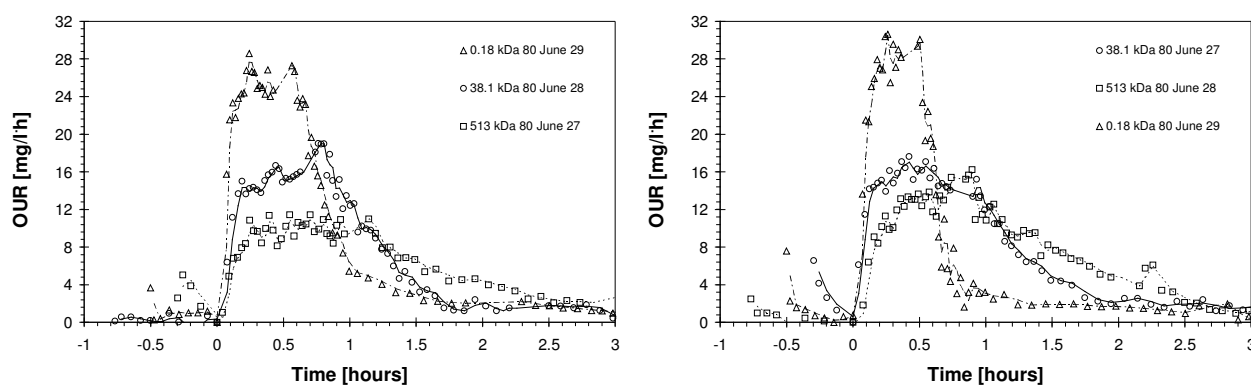 32
28
24
20
16
12
8
4
0
OUR [mg/l·h]
-1 -0.5 0 0.5 1 1.5 2 2.5 3
Time [hours]
0.18 kDa 80 June 29
38.1 kDa 80 June 28
513 kDa 80 June 27
32
28
24
20
16
12
8
4
0
OUR [mg/l·h]
-1 -0.5 0 0.5 1 1.5 2 2.5 3
Time [hours]
38.1 kDa 80 June 27
513 kDa 80 June 28
0.18 kDa 80 June 29